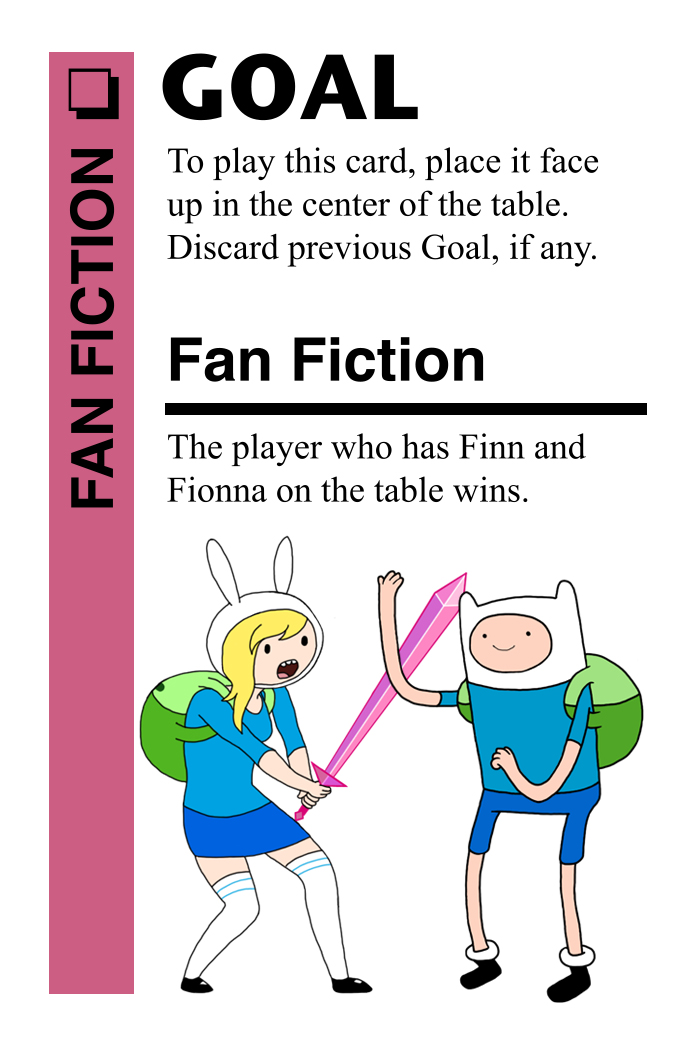 FAN FICTION
GOAL
To play this card, place it face
up in the center of the table.
Discard previous Goal, if any.
Fan Fiction
The player who has Finn and
Fionna on the table wins.